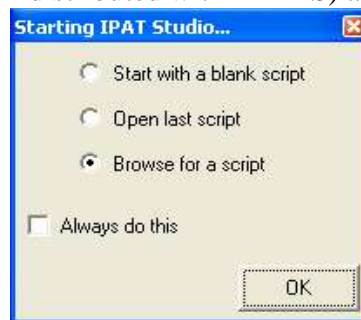 Starting IPAT Studio...
Start with a blank script
Open last script
Browse for a script
Always do this
OK